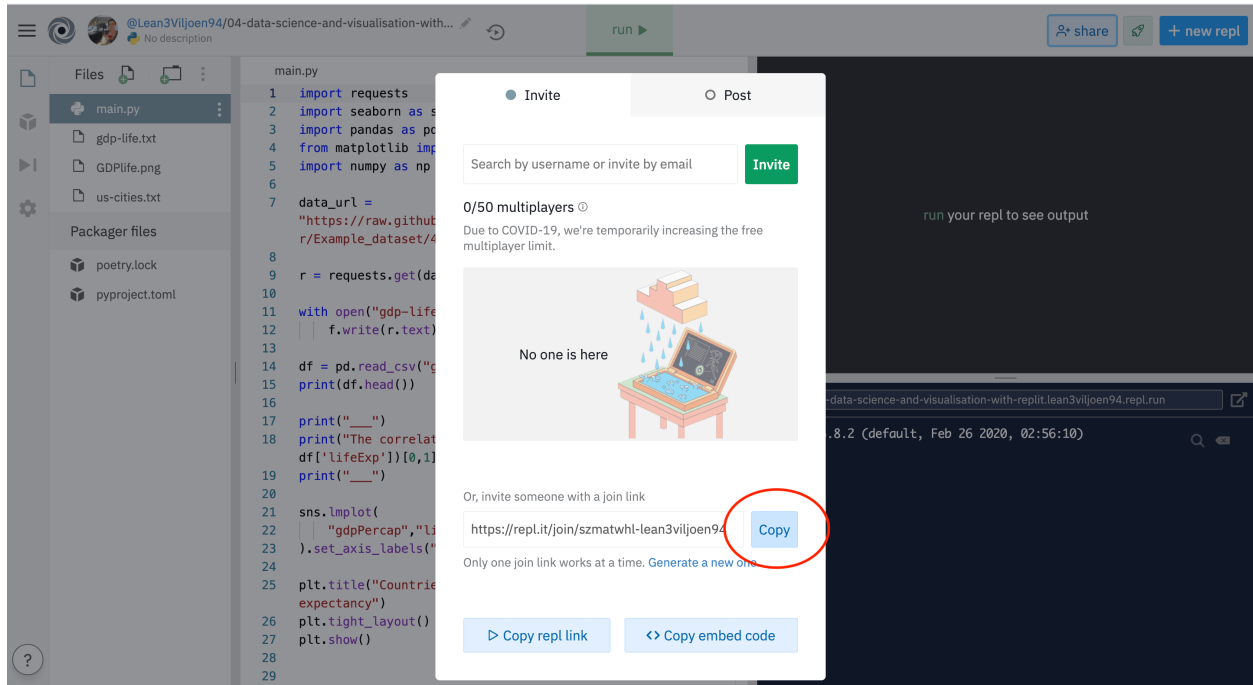 @Lean3Viljoen94/04-data-science-and-visualisation-with...
No description
run
share
+ new repl
Files
main.py
gdp-life.txt
GDPlife.png
us-cities.txt
Packager files
poetry.lock
pyproject.toml
main.py
1 import requests
2 import seaborn as s
3 import pandas as pd
4 from matplotlib imp
5 import numpy as np
6
7 data_url =
"https://raw.github
r/Example_dataset/4
8
9 r = requests.get(da
10
11 with open("gdp-life
12 f.write(r.text)
13
14 df = pd.read_csv("g
15 print(df.head())
16
17 print("___")
18 print("The correlat
df['lifeExp'])[0,1]
19 print("___")
20
21 sns.lmplot(
22 "gdpPercap","li
23 ).set_axis_labels("
24
25 plt.title("Countrie
expectancy")
26 plt.tight_layout()
27 plt.show()
28
29
?
Invite
Post
Search by username or invite by email
Invite
0/50 multiplayers
Due to COVID-19, we're temporarily increasing the free
multiplayer limit.
No one is here
Or, invite someone with a join link
https://repl.it/join/szmatwhl-lean3viljoen94
Copy
Only one join link works at a time. Generate a new one.
Copy repl link
<> Copy embed code
run your repl to see output
-data-science-and-visualisation-with-replit.lean3viljoen94.repl.run
.8.2 (default, Feb 26 2020, 02:56:10)